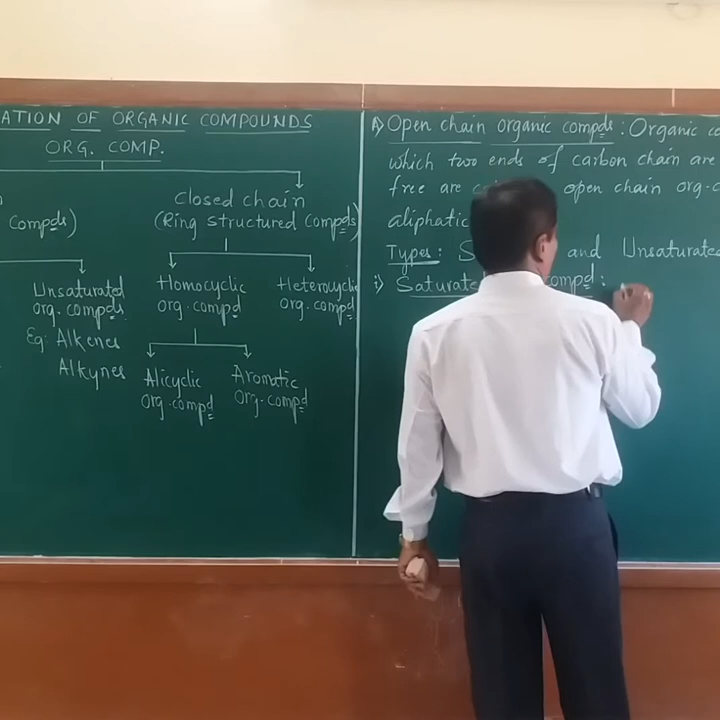 ATION OF ORGANIC COMPOUNDS
ORG. COMP.
Closed chain
Compds)
(Ring structured Compds)
Unsaturated
org. compds
Eg: Alkenes
Alkynes
Homocyclic
org. compd
Heterocyclic
org. compd
Alicyclic
Org. compd
Aromatic
Org. compd
A) Open chain organic compds : Organic co
which two ends of carbon chain are
free are open chain org.c
aliphatic
Types: S and Unsaturated
i) Saturate compd :